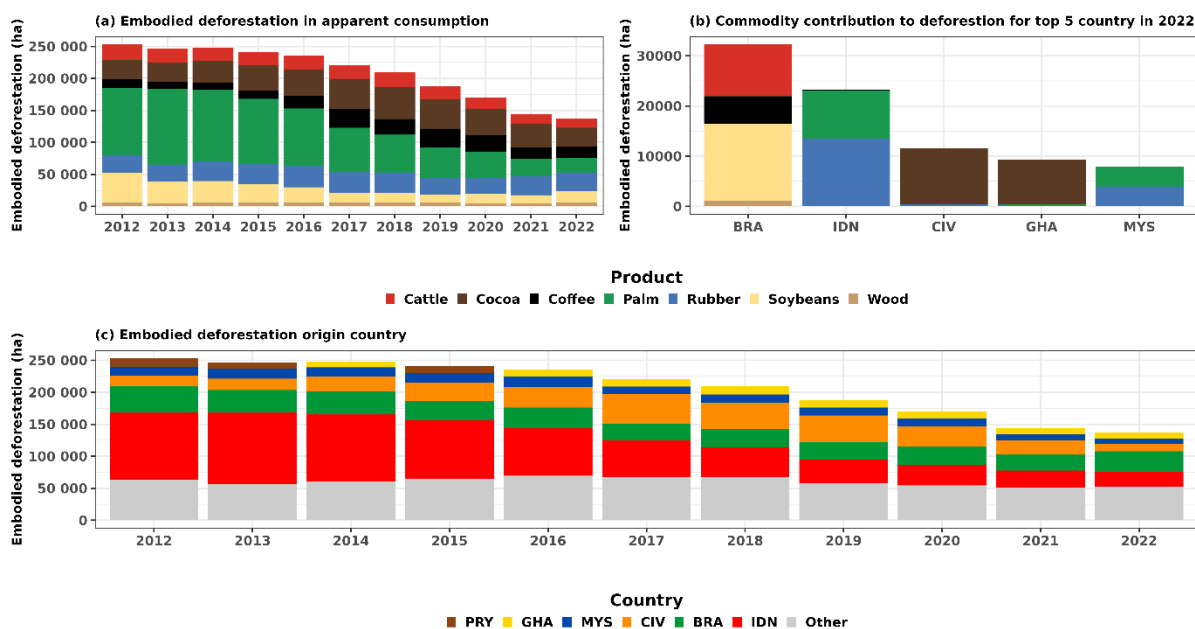 (a) Embodied deforestation in apparent consumption
Embodied deforestation (ha)
250 000
200 000
150 000
100 000
50 000
0
2012 2013 2014 2015 2016 2017 2018 2019 2020 2021 2022
(b) Commodity contribution to deforestion for top 5 country in 2022
Embodied deforestation (ha)
30000
20000
10000
0
BRA IDN CIV GHA MYS
Product
Cattle Cocoa Coffee Palm Rubber Soybeans Wood
(c) Embodied deforestation origin country
Embodied deforestation (ha)
250 000
200 000
150 000
100 000
50 000
0
2012 2013 2014 2015 2016 2017 2018 2019 2020 2021 2022
Country
PRY GHA MYS CIV BRA IDN Other